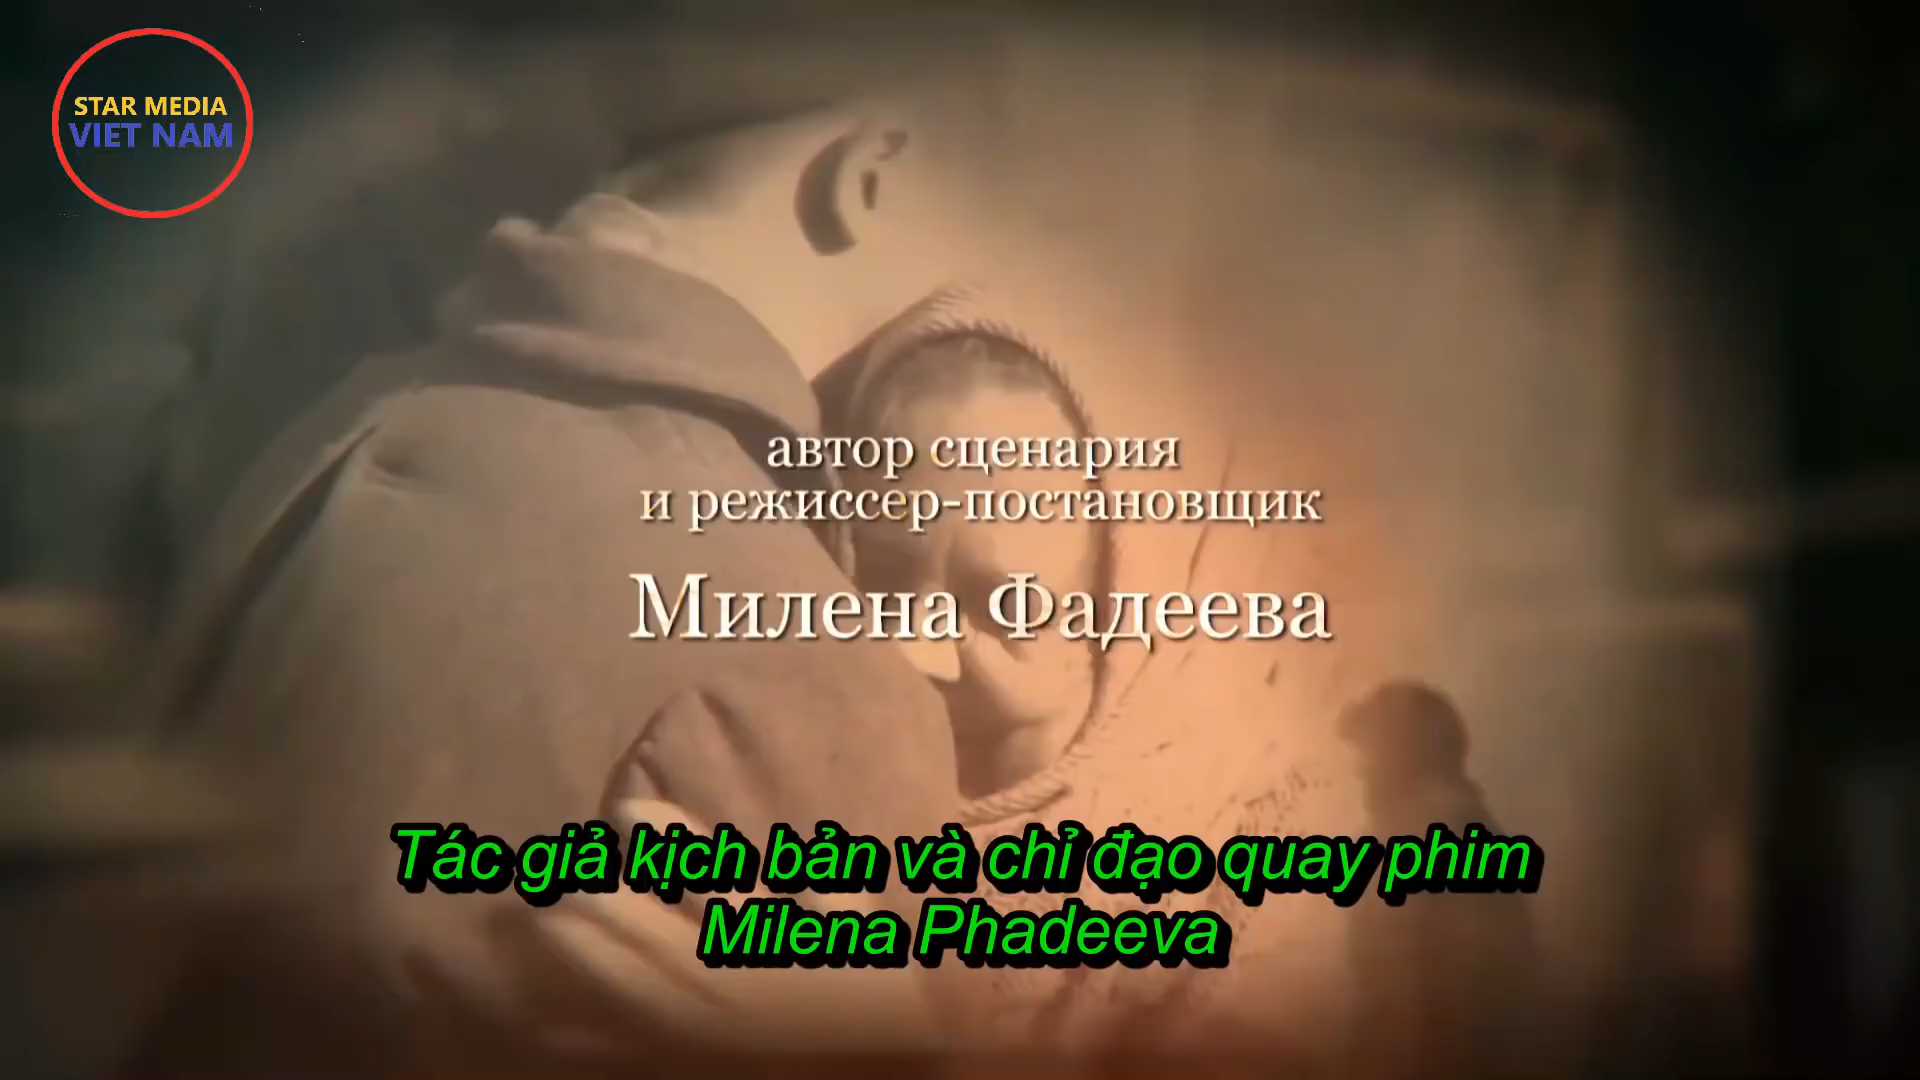 STAR MEDIA
VIET NAM
автор сценария
и режиссер-постановщик
Милена Фадеева
Tác giả kịch bản và chỉ đạo quay phim
Milena Phadeeva